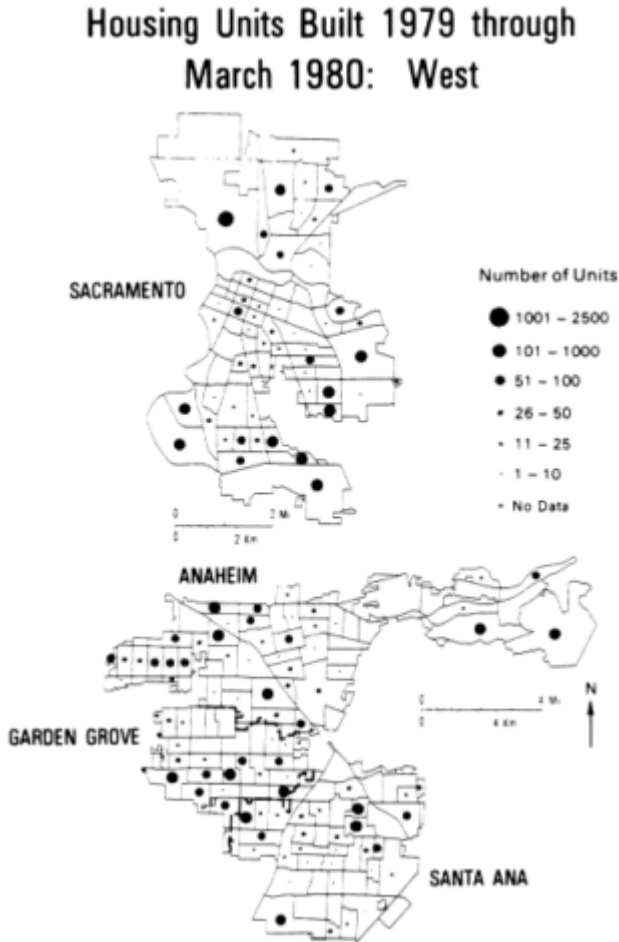 Housing Units Built 1979 through
March 1980: West
SACRAMENTO
Number of Units
1001 – 2500
101 – 1000
51 – 100
26 – 50
11 – 25
1 – 10
No Data
0 2 Mi
0 2 Km
ANAHEIM
0 4 Mi
0 4 Km
N
GARDEN GROVE
SANTA ANA